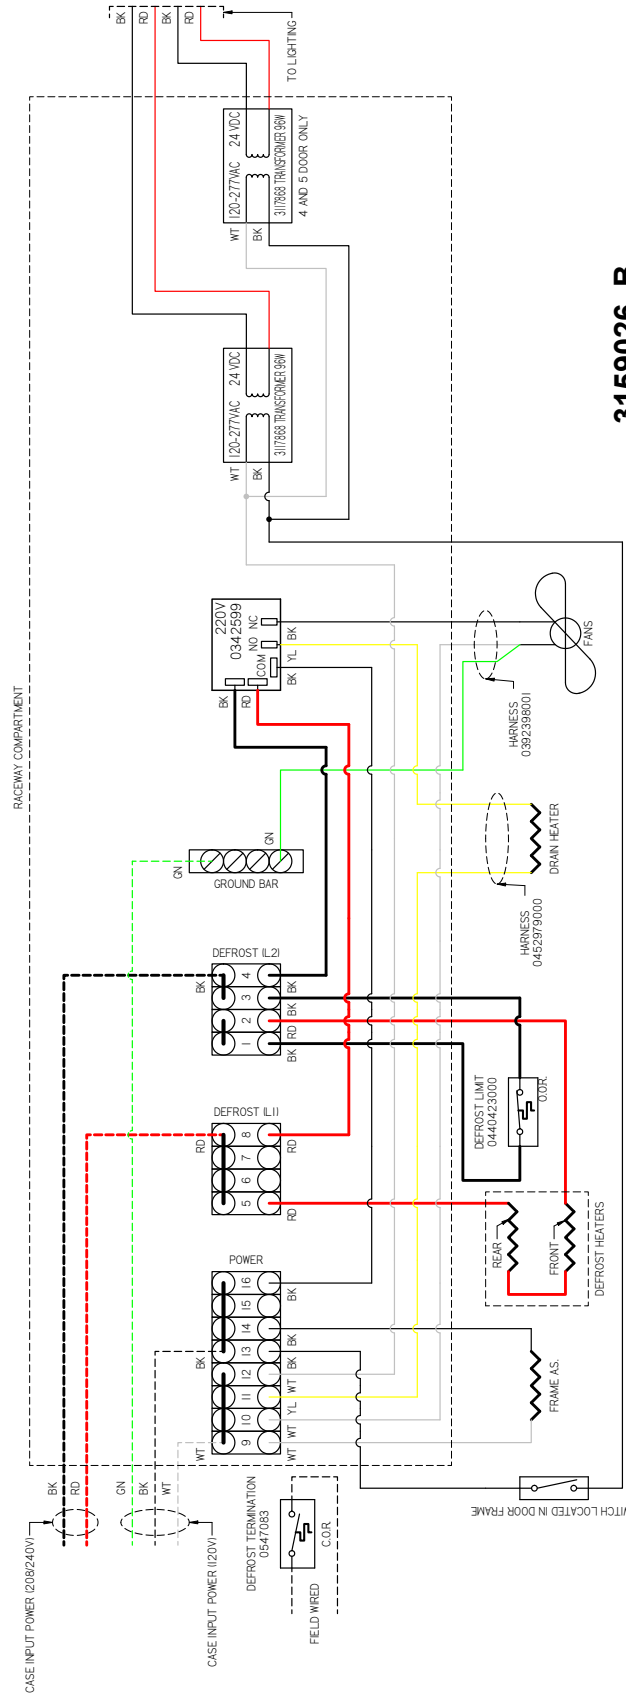 RACEWAY COMPARTMENT
CASE INPUT POWER (208/240V)
BK
RD
GN
BK
WT
CASE INPUT POWER (120V)
DEFROST TERMINATION
0547083
C.O.R.
FIELD WIRED
POWER
WT
BK
9
10
11
12
13
14
15
16
WT
WT
YL
WT
BK
BK
BK
DEFROST (L1)
RD
5
6
7
8
RD
RD
DEFROST (L2)
BK
1
2
3
4
BK
RD
BK
BK
GN
GN
GROUND BAR
220V
0342599
COM
NO
NC
BK
RD
BK
YL
BK
120-277VAC
24 VDC
3117868 TRANSFORMER 96W
WT
BK
120-277VAC
24 VDC
3117868 TRANSFORMER 96W
WT
BK
4 AND 5 DOOR ONLY
BK
RD
BK
RD
TO LIGHTING
FRAME A.S.
REAR
FRONT
DEFROST HEATERS
DEFROST LIMIT
0440423000
O.O.R.
HARNESS
0452979000
DRAIN HEATER
HARNESS
0392398001
FANS
WITCH LOCATED IN DOOR FRAME
3159026 B